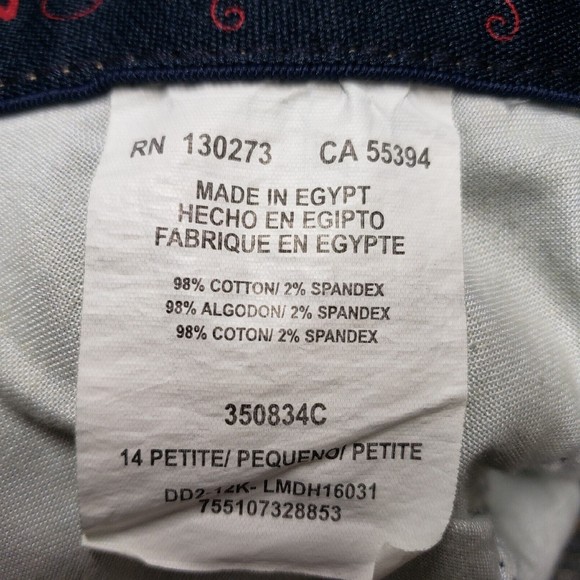 RN 130273 CA 55394
MADE IN EGYPT
HECHO EN EGIPTO
FABRIQUE EN EGYPTE
98% COTTON/ 2% SPANDEX
98% ALGODON/ 2% SPANDEX
98% COTON/ 2% SPANDEX
350834C
14 PETITE/ PEQUENO/ PETITE
LMDH16031
755107328853